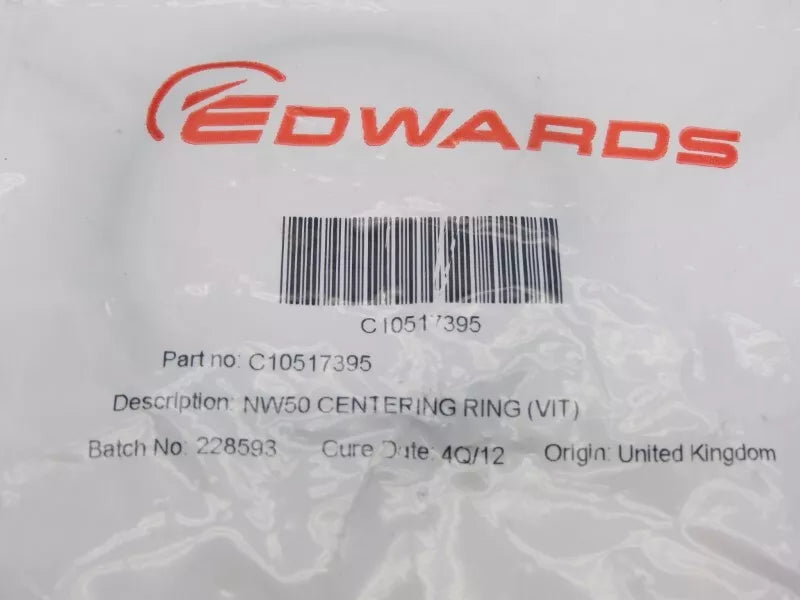 EDWARDS
C10517395
Part no: C10517395
Description: NW50 CENTERING RING (VIT)
Batch No: 228593 Cure Date: 4Q/12 Origin: United Kingdom